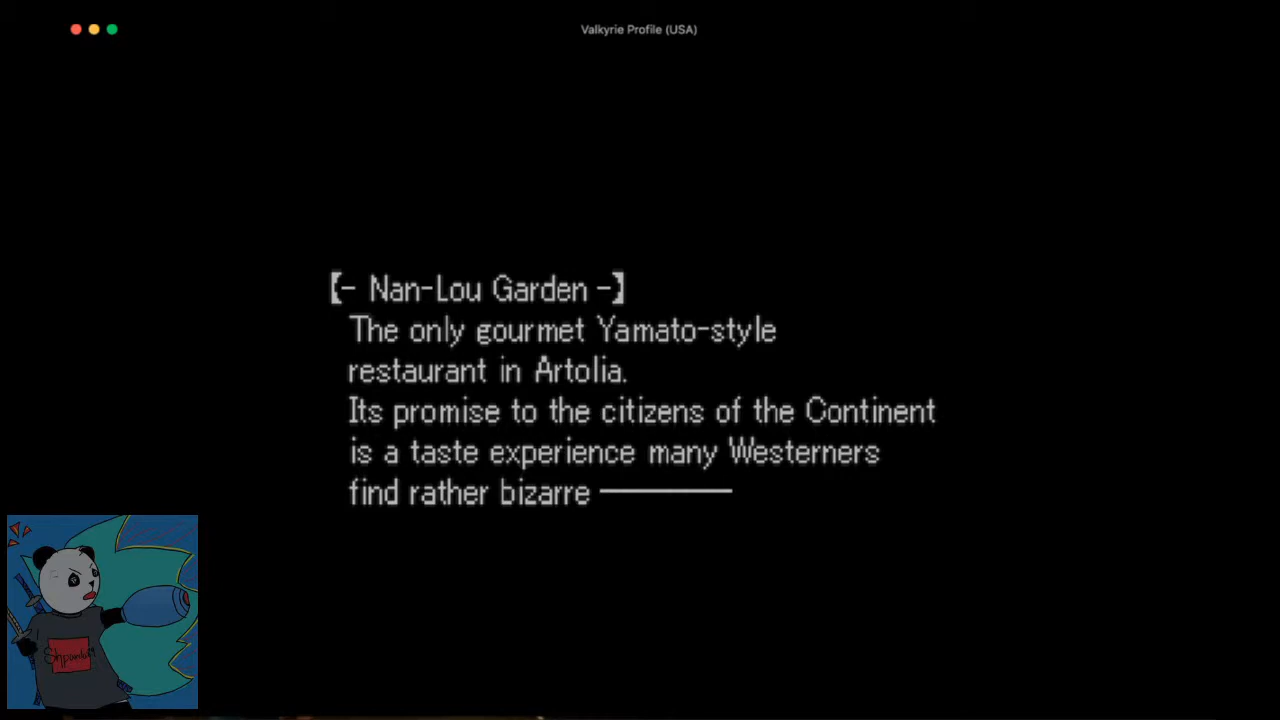 Valkyrie Profile (USA)
【- Nan-Lou Garden -】
The only gourmet Yamato-style
restaurant in Artolia.
Its promise to the citizens of the Continent
is a taste experience many Westerners
find rather bizarre ————